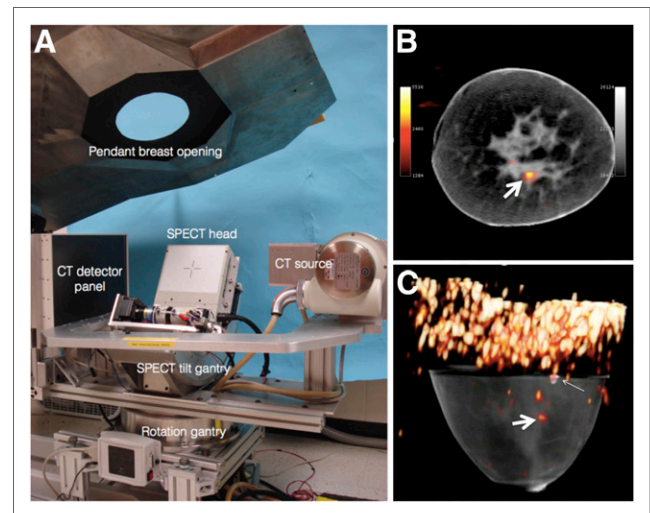 A
Pendant breast opening
SPECT head
CT detector
panel
CT source
SPECT tilt gantry
Rotation gantry
B
C